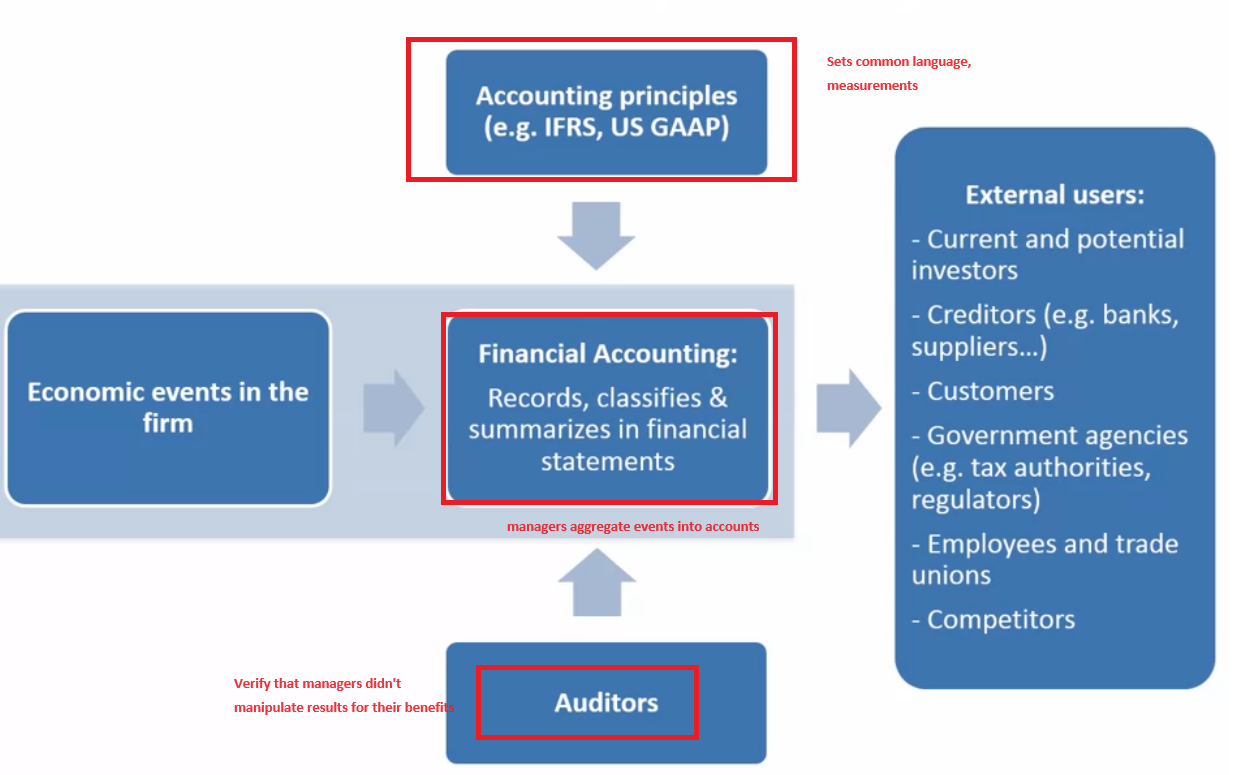 Accounting principles
(e.g. IFRS, US GAAP)
Sets common language,
measurements
Economic events in the
firm
Financial Accounting:
Records, classifies &
summarizes in financial
statements
managers aggregate events into accounts
External users:
- Current and potential
investors
- Creditors (e.g. banks,
suppliers...)
- Customers
- Government agencies
(e.g. tax authorities,
regulators)
- Employees and trade
unions
- Competitors
Verify that managers didn't
manipulate results for their benefits
Auditors